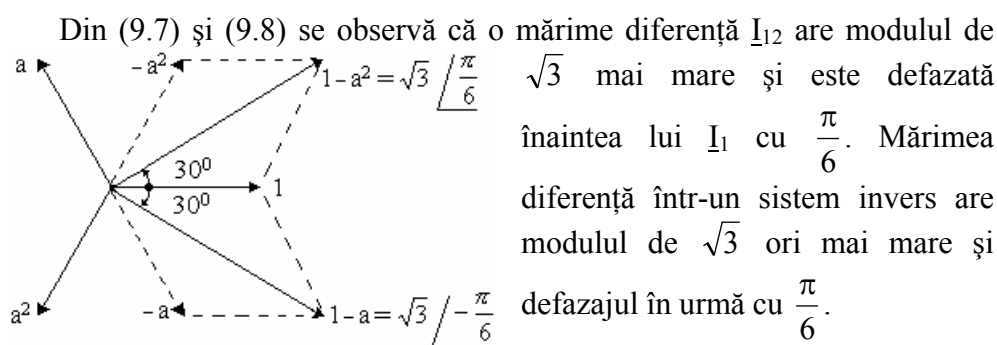 Din (9.7) şi (9.8) se observă că o mărime diferenţă I̲₁₂ are modulul de
√3 mai mare şi este defazată
înaintea lui I̲₁ cu π/6. Mărimea
diferenţă într-un sistem invers are
modulul de √3 ori mai mare şi
defazajul în urmă cu π/6.
a
-a²
1-a² = √3 /π/6
30⁰
30⁰
1
a²
-a
1-a = √3 /-π/6